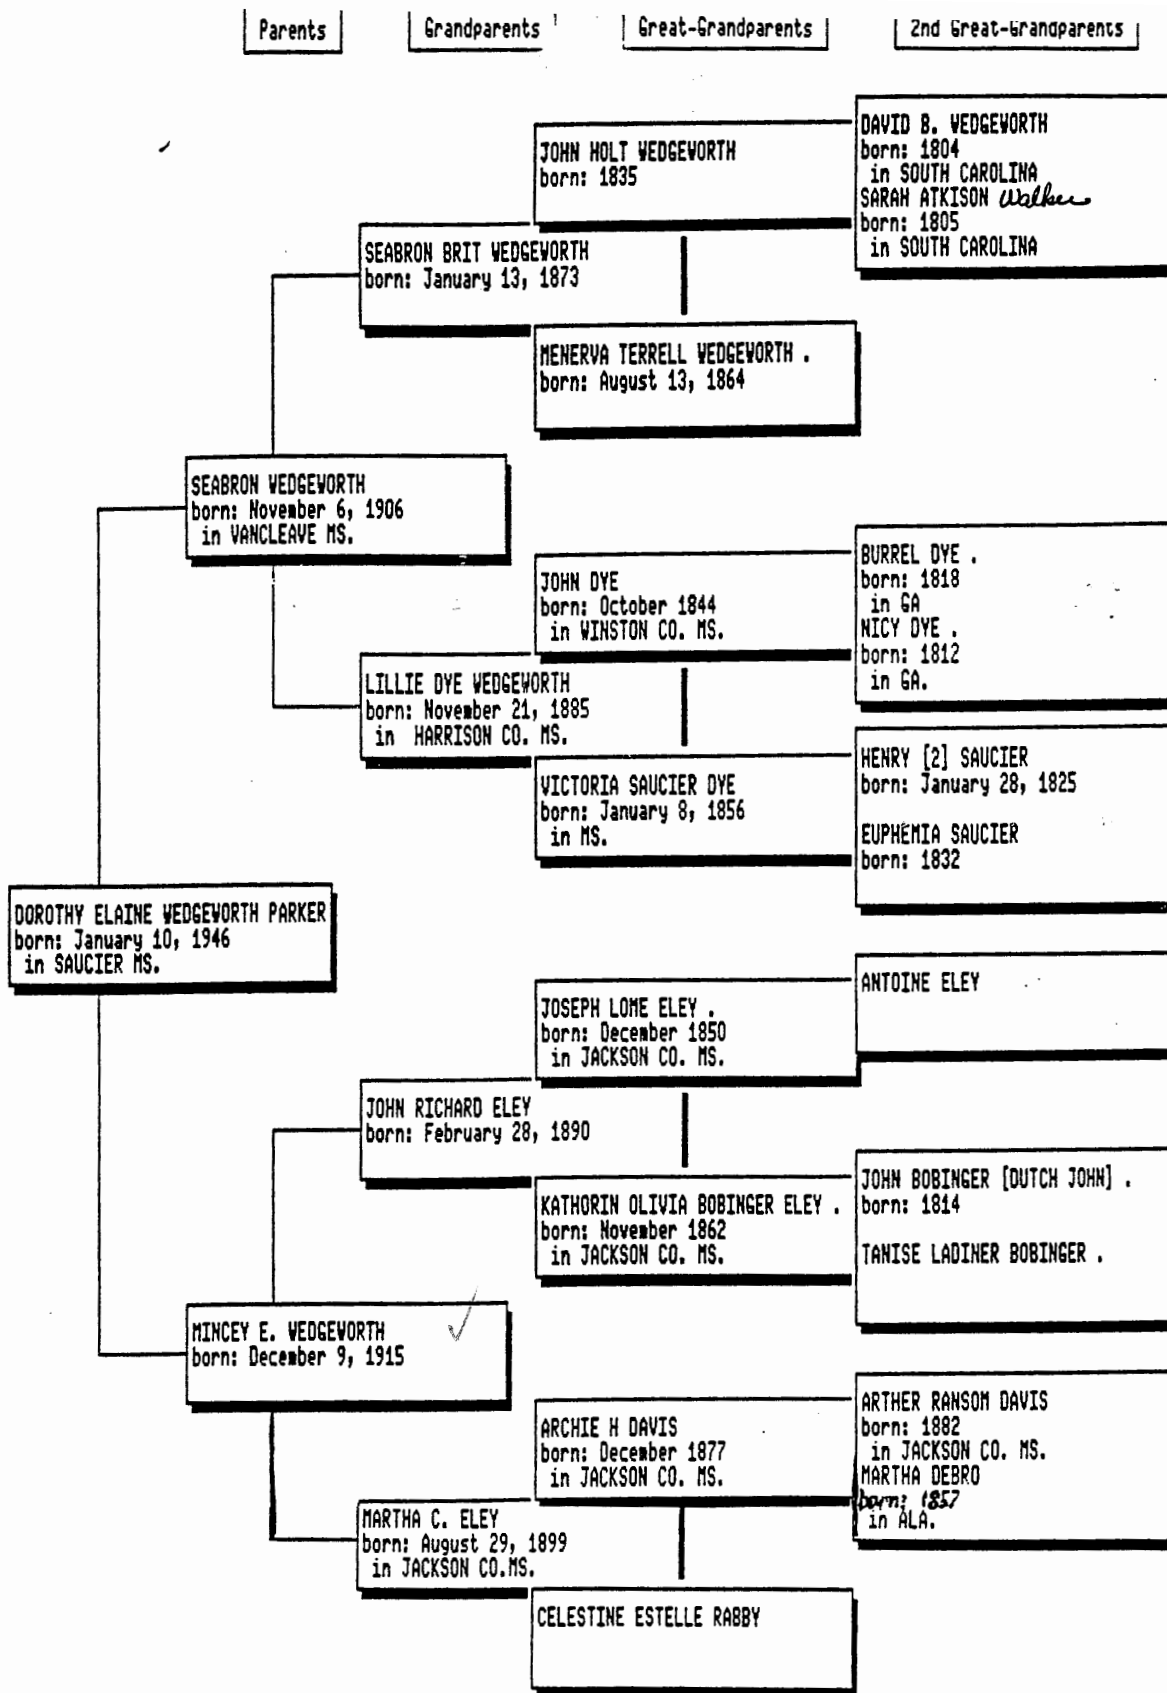 Parents
Grandparents
Great-Grandparents
2nd Great-Grandparents
DAVID B. WEDGEWORTH
born: 1804
in SOUTH CAROLINA
SARAH ATKISON Walker
born: 1805
in SOUTH CAROLINA
JOHN HOLT WEDGEWORTH
born: 1835
SEABRON BRIT WEDGEWORTH
born: January 13, 1873
MENERVA TERRELL WEDGEWORTH .
born: August 13, 1864
SEABRON WEDGEWORTH
born: November 6, 1906
in VANCLEAVE MS.
BURREL DYE .
born: 1818
in GA
NICY DYE .
born: 1812
in GA.
JOHN DYE
born: October 1844
in WINSTON CO. MS.
LILLIE DYE WEDGEWORTH
born: November 21, 1885
in HARRISON CO. MS.
HENRY [2] SAUCIER
born: January 28, 1825
EUPHEMIA SAUCIER
born: 1832
VICTORIA SAUCIER DYE
born: January 8, 1856
in MS.
DOROTHY ELAINE WEDGEWORTH PARKER
born: January 10, 1946
in SAUCIER MS.
ANTOINE ELEY
JOSEPH LOME ELEY .
born: December 1850
in JACKSON CO. MS.
JOHN RICHARD ELEY
born: February 28, 1890
JOHN BOBINGER [DUTCH JOHN] .
born: 1814
TANISE LADINER BOBINGER .
KATHORIN OLIVIA BOBINGER ELEY .
born: November 1862
in JACKSON CO. MS.
MINCEY E. WEDGEWORTH
born: December 9, 1915
ARTHER RANSOM DAVIS
born: 1882
in JACKSON CO. MS.
MARTHA DEBRO
born: 1857
in ALA.
ARCHIE H DAVIS
born: December 1877
in JACKSON CO. MS.
MARTHA C. ELEY
born: August 29, 1899
in JACKSON CO.MS.
CELESTINE ESTELLE RABBY